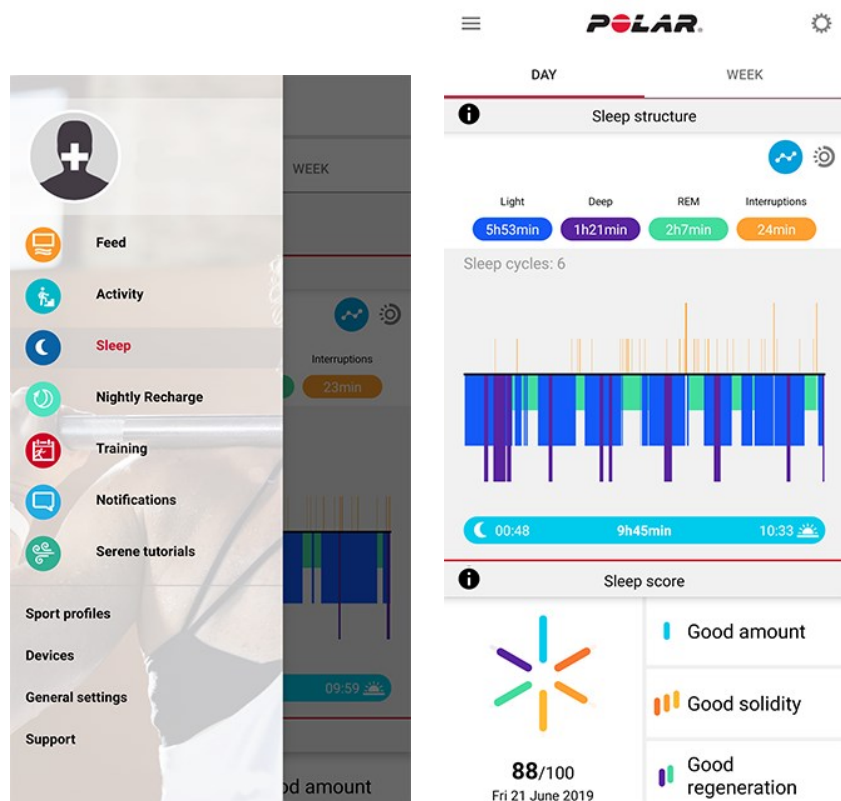 WEEK
Feed
Activity
Sleep
Interruptions
Nightly Recharge
23min
Training
Notifications
Serene tutorials
Sport profiles
Devices
09:59
General settings
Support
od amount
POLAR.
DAY WEEK
Sleep structure
Light Deep REM Interruptions
5h53min 1h21min 2h7min 24min
Sleep cycles: 6
00:48 9h45min 10:33
Sleep score
Good amount
Good solidity
88/100
Fri 21 June 2019
Good
regeneration